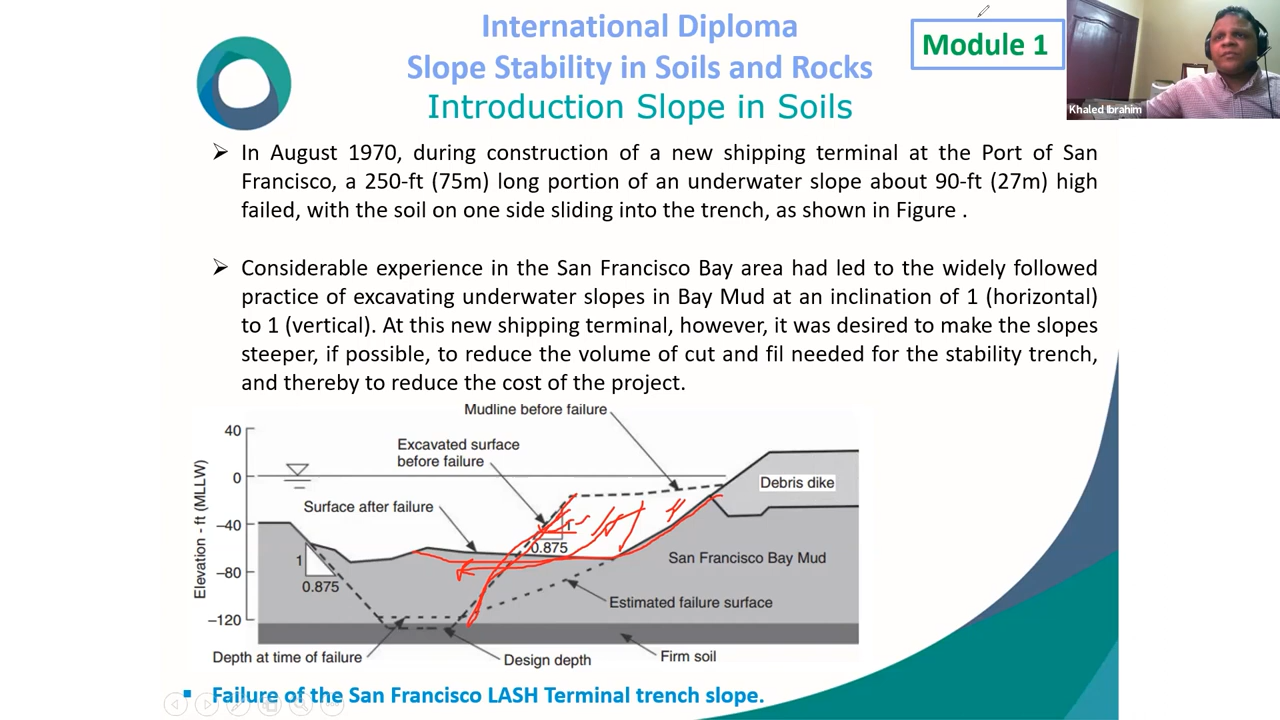 International Diploma
Slope Stability in Soils and Rocks
Introduction Slope in Soils
Module 1
Khaled Ibrahim
➢ In August 1970, during construction of a new shipping terminal at the Port of San
Francisco, a 250-ft (75m) long portion of an underwater slope about 90-ft (27m) high
failed, with the soil on one side sliding into the trench, as shown in Figure .
➢ Considerable experience in the San Francisco Bay area had led to the widely followed
practice of excavating underwater slopes in Bay Mud at an inclination of 1 (horizontal)
to 1 (vertical). At this new shipping terminal, however, it was desired to make the slopes
steeper, if possible, to reduce the volume of cut and fil needed for the stability trench,
and thereby to reduce the cost of the project.
Mudline before failure
Excavated surface
before failure
Surface after failure
Debris dike
San Francisco Bay Mud
Estimated failure surface
Firm soil
Design depth
Depth at time of failure
1
0.875
1
0.875
Elevation - ft (MLLW)
40
0
−40
−80
−120
▪ Failure of the San Francisco LASH Terminal trench slope.